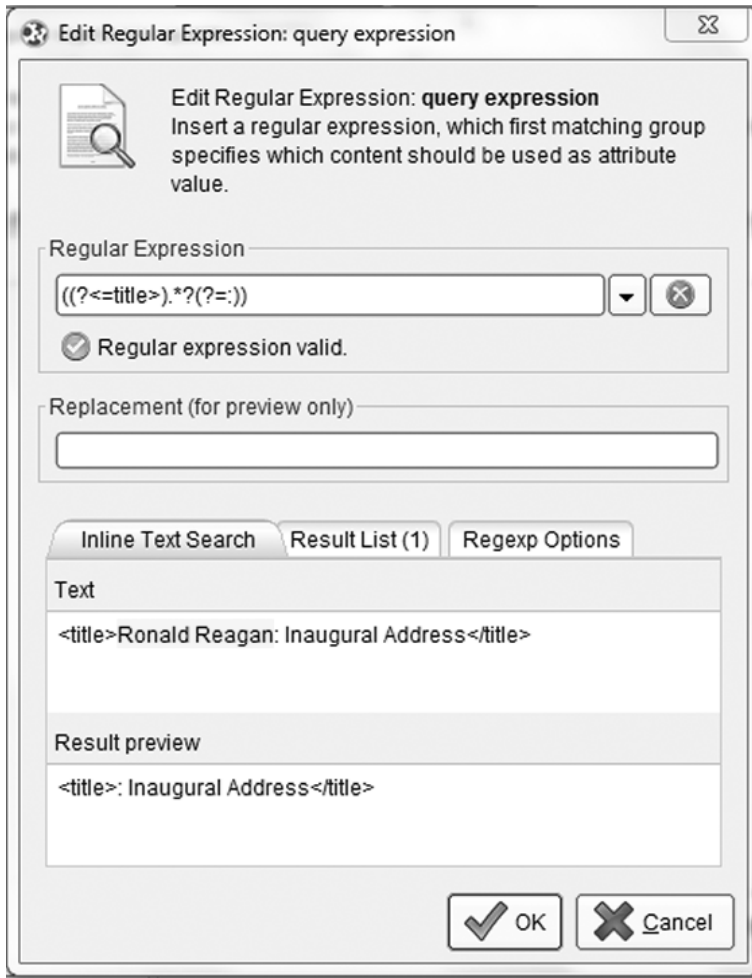 Edit Regular Expression: query expression
Edit Regular Expression: query expression
Insert a regular expression, which first matching group
specifies which content should be used as attribute
value.
Regular Expression
((?<=title>).*?(?=:))
Regular expression valid.
Replacement (for preview only)
Inline Text Search Result List (1) Regexp Options
Text
<title>Ronald Reagan: Inaugural Address</title>
Result preview
<title>: Inaugural Address</title>
OK Cancel